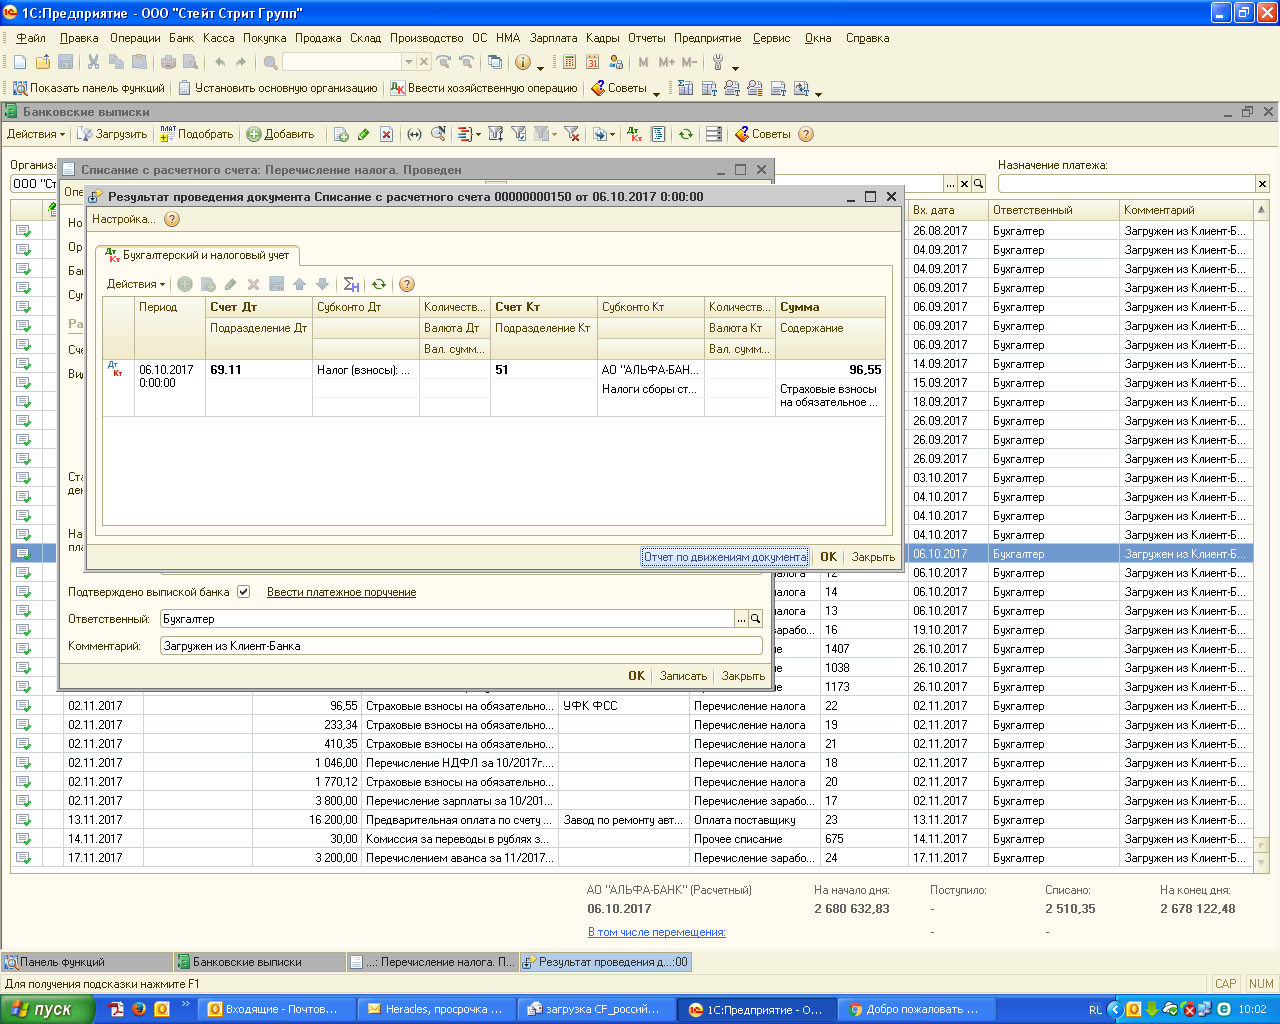 1С:Предприятие - ООО "Стейт Стрит Групп"
Файл Правка Операции Банк Касса Покупка Продажа Склад Производство ОС НМА Зарплата Кадры Отчеты Предприятие Сервис Окна Справка
M M+ M-
Показать панель функций Установить основную организацию Ввести хозяйственную операцию Советы
Банковские выписки
Действия Загрузить Подобрать Добавить Советы
Назначение платежа:
ООО "Ст
Списание с расчетного счета: Перечисление налога. Проведен
Результат проведения документа Списание с расчетного счета 00000000150 от 06.10.2017 0:00:00
Настройка...
Бухгалтерский и налоговый учет
Действия
Период Счет Дт Субконто Дт Количеств... Счет Кт Субконто Кт Количеств... Сумма
Подразделение Дт Валюта Дт Подразделение Кт Валюта Кт Содержание
Вал. сумм... Вал. сумм...
06.10.2017 69.11 Налог (взносы): ... 51 АО "АЛЬФА-БАН... 96,55
0:00:00 Налоги сборы ст... Страховые взносы
на обязательное ...
Отчет по движениям документа OK Закрыть
Вх. дата Ответственный Комментарий
26.08.2017 Бухгалтер Загружен из Клиент-Б...
04.09.2017 Бухгалтер Загружен из Клиент-Б...
04.09.2017 Бухгалтер Загружен из Клиент-Б...
06.09.2017 Бухгалтер Загружен из Клиент-Б...
06.09.2017 Бухгалтер Загружен из Клиент-Б...
06.09.2017 Бухгалтер Загружен из Клиент-Б...
06.09.2017 Бухгалтер Загружен из Клиент-Б...
14.09.2017 Бухгалтер Загружен из Клиент-Б...
15.09.2017 Бухгалтер Загружен из Клиент-Б...
18.09.2017 Бухгалтер Загружен из Клиент-Б...
26.09.2017 Бухгалтер Загружен из Клиент-Б...
26.09.2017 Бухгалтер Загружен из Клиент-Б...
26.09.2017 Бухгалтер Загружен из Клиент-Б...
03.10.2017 Бухгалтер Загружен из Клиент-Б...
04.10.2017 Бухгалтер Загружен из Клиент-Б...
04.10.2017 Бухгалтер Загружен из Клиент-Б...
04.10.2017 Бухгалтер Загружен из Клиент-Б...
06.10.2017 Бухгалтер Загружен из Клиент-Б...
алога 12 06.10.2017 Бухгалтер Загружен из Клиент-Б...
алога 14 06.10.2017 Бухгалтер Загружен из Клиент-Б...
алога 13 06.10.2017 Бухгалтер Загружен из Клиент-Б...
зарабо... 16 19.10.2017 Бухгалтер Загружен из Клиент-Б...
ие 1407 26.10.2017 Бухгалтер Загружен из Клиент-Б...
ие 1038 26.10.2017 Бухгалтер Загружен из Клиент-Б...
ие 1173 26.10.2017 Бухгалтер Загружен из Клиент-Б...
Подтверждено выпиской банка Ввести платежное поручение
Ответственный: Бухгалтер
Комментарий: Загружен из Клиент-Банка
OK Записать Закрыть
02.11.2017 96,55 Страховые взносы на обязательно... УФК ФСС Перечисление налога 22 02.11.2017 Бухгалтер Загружен из Клиент-Б...
02.11.2017 233,34 Страховые взносы на обязательно... Перечисление налога 19 02.11.2017 Бухгалтер Загружен из Клиент-Б...
02.11.2017 410,35 Страховые взносы на обязательно... Перечисление налога 21 02.11.2017 Бухгалтер Загружен из Клиент-Б...
02.11.2017 1 046,00 Перечисление НДФЛ за 10/2017г.... Перечисление налога 18 02.11.2017 Бухгалтер Загружен из Клиент-Б...
02.11.2017 1 770,12 Страховые взносы на обязательно... Перечисление налога 20 02.11.2017 Бухгалтер Загружен из Клиент-Б...
02.11.2017 3 800,00 Перечисление зарплаты за 10/201... Перечисление зарабо... 17 02.11.2017 Бухгалтер Загружен из Клиент-Б...
13.11.2017 16 200,00 Предварительная оплата по счету ... Завод по ремонту авт... Оплата поставщику 23 13.11.2017 Бухгалтер Загружен из Клиент-Б...
14.11.2017 30,00 Комиссия за переводы в рублях з... Прочее списание 675 14.11.2017 Бухгалтер Загружен из Клиент-Б...
17.11.2017 3 200,00 Перечислением аванса за 11/2017... Перечисление зарабо... 24 17.11.2017 Бухгалтер Загружен из Клиент-Б...
АО "АЛЬФА-БАНК" (Расчетный) На начало дня: Поступило: Списано: На конец дня:
06.10.2017 2 680 632,83 - 2 510,35 2 678 122,48
В том числе перемещения: - -
Панель функций Банковские выписки ...: Перечисление налога. П... Результат проведения д...:00
Для получения подсказки нажмите F1 CAP NUM
пуск Входящие - Почтов... Heracles, просрочка ... загрузка CF_россий... 1С:Предприятие - О... Добро пожаловать ... RL 10:02